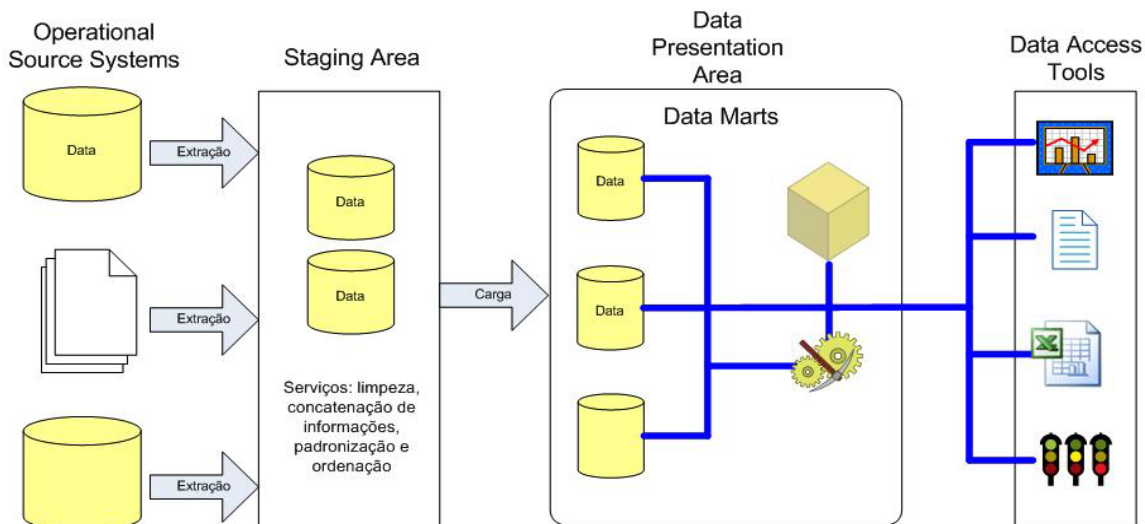 Operational
Source Systems
Data
Extração
Extração
Extração
Staging Area
Data
Data
Serviços: limpeza,
concatenação de
informações,
padronização e
ordenação
Carga
Data
Presentation
Area
Data Marts
Data
Data
Data Access
Tools